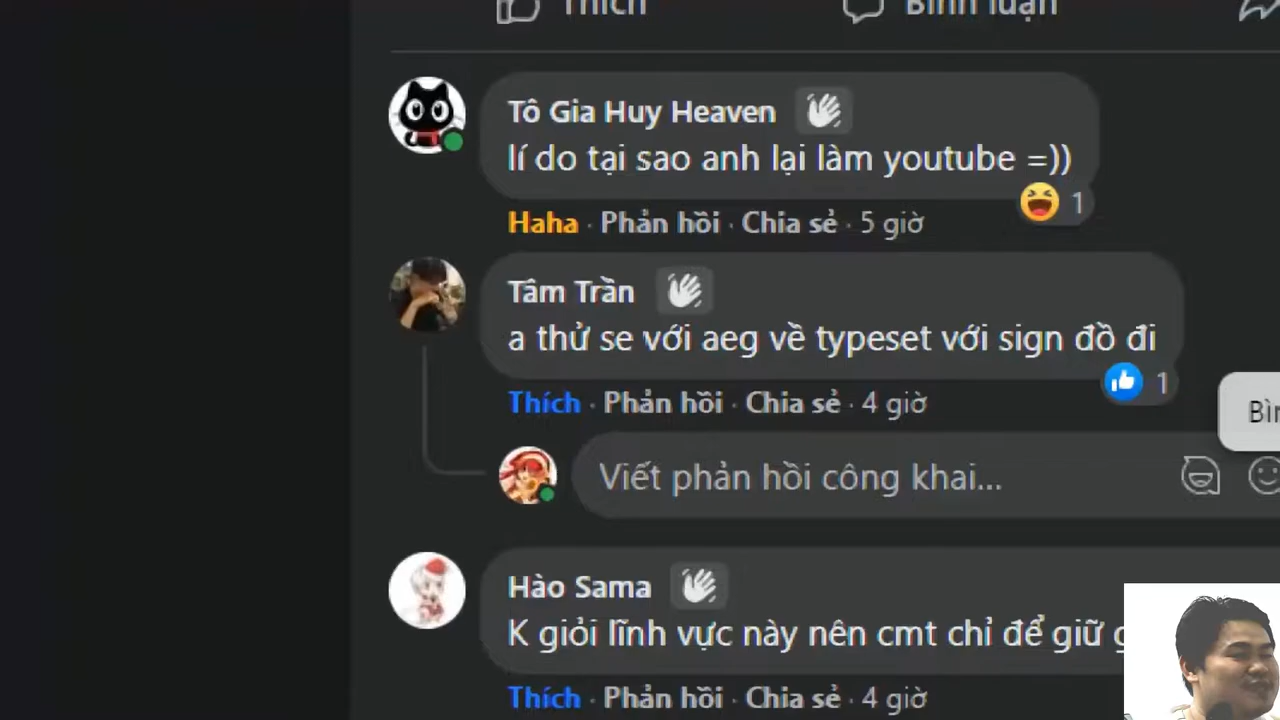 Thích
Bình luận
Tô Gia Huy Heaven
lí do tại sao anh lại làm youtube =))
1
Haha · Phản hồi · Chia sẻ · 5 giờ
Tâm Trần
a thử se với aeg về typeset với sign đồ đi
1
Thích · Phản hồi · Chia sẻ · 4 giờ
Viết phản hồi công khai...
Hào Sama
K giỏi lĩnh vực này nên cmt chỉ để giữ
Thích · Phản hồi · Chia sẻ · 4 giờ